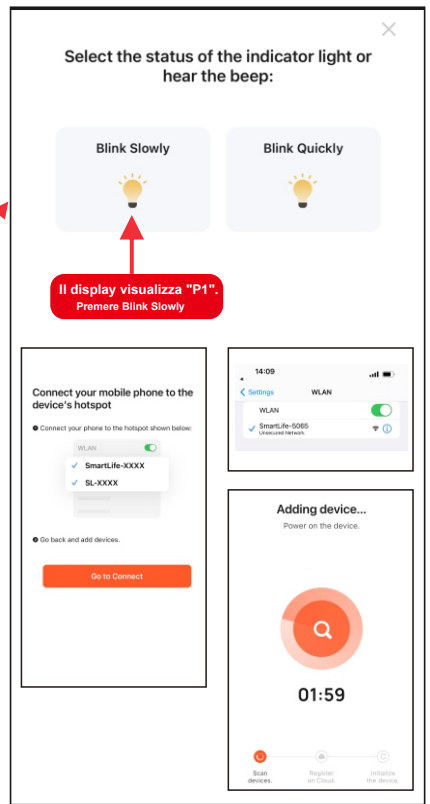 Select the status of the indicator light or
hear the beep:
Blink Slowly
Blink Quickly
Il display visualizza "P1".
Premere Blink Slowly
Connect your mobile phone to the
device's hotspot
❶ Connect your phone to the hotspot shown below:
WLAN
SmartLife-XXXX
SL-XXXX
❷ Go back and add devices.
Go to Connect
14:09
Settings
WLAN
WLAN
SmartLife-5065
Unsecured Network
Adding device...
Power on the device.
01:59
Scan
devices.
Register
on Cloud.
Initialize
the device.